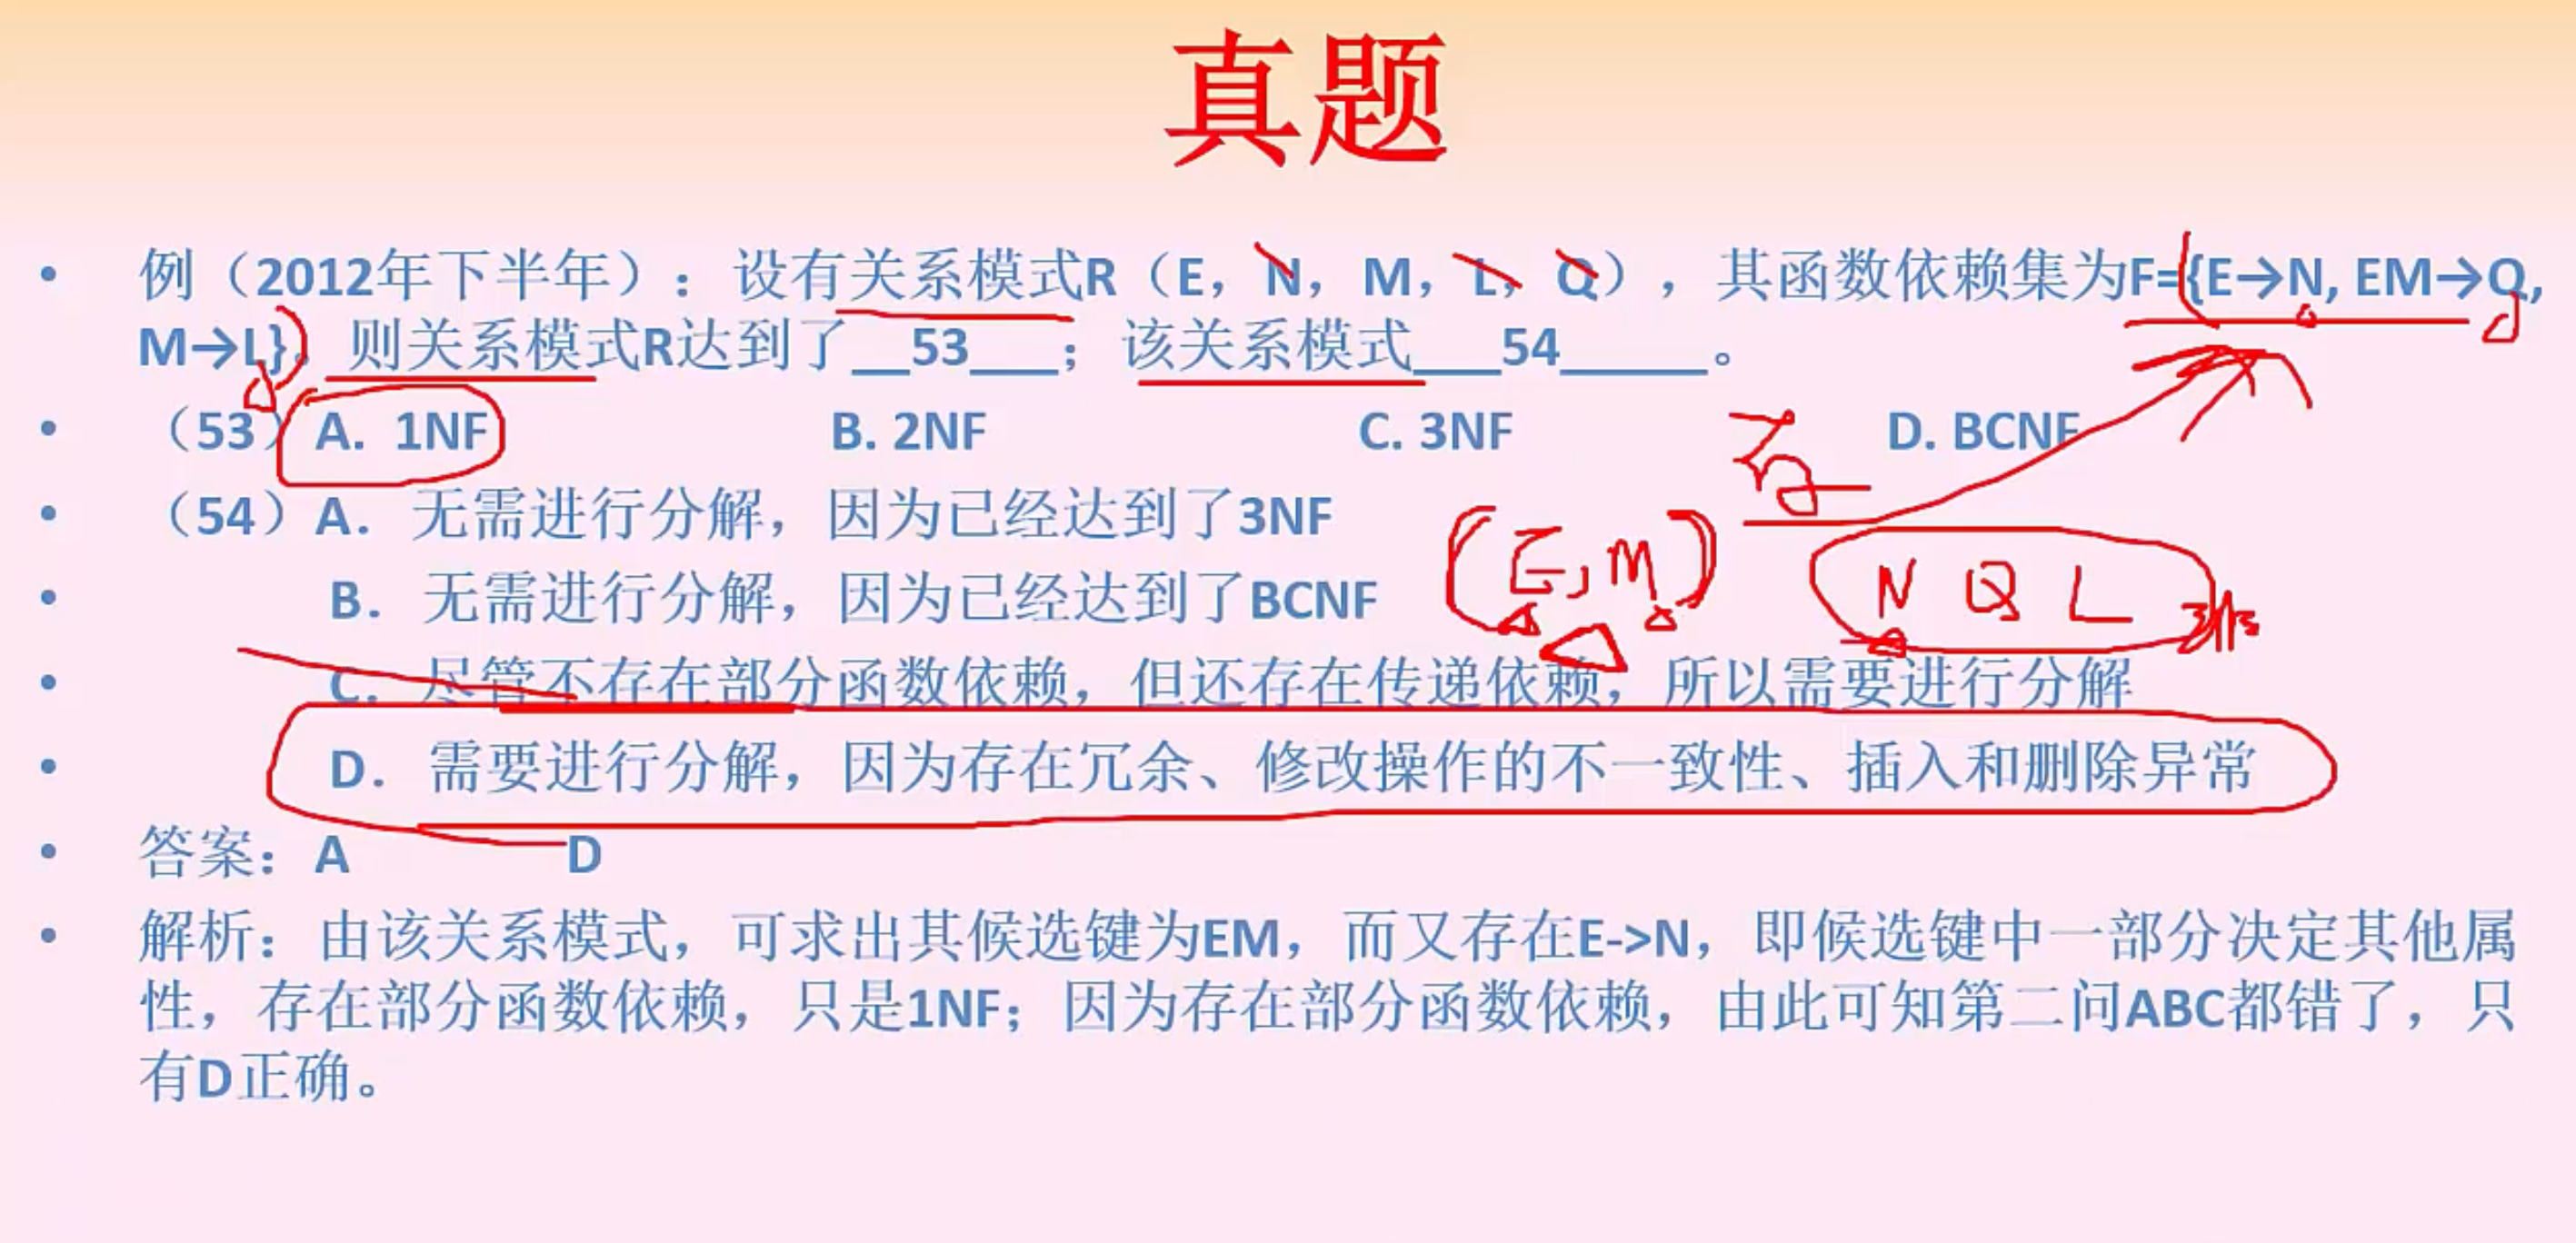 真题
例（2012年下半年）：设有关系模式R（E，N，M，L，Q），其函数依赖集为F={E→N, EM→Q,
M→L}。则关系模式R达到了__53___；该关系模式___54_____。
（53）A. 1NF B. 2NF C. 3NF D. BCNF
（54）A. 无需进行分解，因为已经达到了3NF
B. 无需进行分解，因为已经达到了BCNF
(E, M) N Q L
C. 尽管不存在部分函数依赖，但还存在传递依赖，所以需要进行分解
D. 需要进行分解，因为存在冗余、修改操作的不一致性、插入和删除异常
答案：A D
解析：由该关系模式，可求出其候选键为EM，而又存在E->N，即候选键中一部分决定其他属
性，存在部分函数依赖，只是1NF；因为存在部分函数依赖，由此可知第二问ABC都错了，只
有D正确。